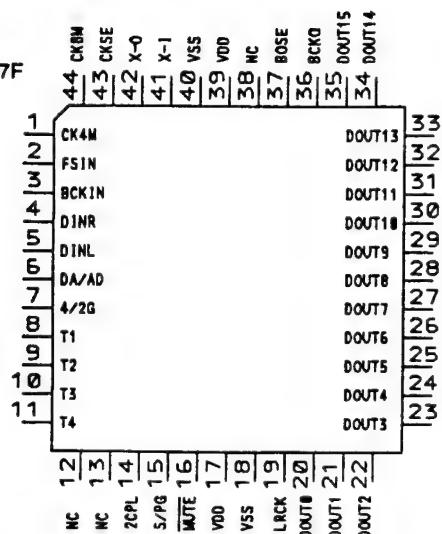 7F
44 CK8M
43 CKSE
42 X-O
41 X-I
40 VSS
39 VDD
38 NC
37 BOSE
36 BCKO
35 DOUT15
34 DOUT14
1 CK4M
2 FSIN
3 BCKIN
4 DINR
5 DINL
6 DA/AD
7 4/2G
8 T1
9 T2
10 T3
11 T4
DOUT13 33
DOUT12 32
DOUT11 31
DOUT10 30
DOUT9 29
DOUT8 28
DOUT7 27
DOUT6 26
DOUT5 25
DOUT4 24
DOUT3 23
12 NC
13 NC
14 2CPL
15 S/PG
16 MUTE
17 VDD
18 VSS
19 LRCK
20 DOUT0
21 DOUT1
22 DOUT2